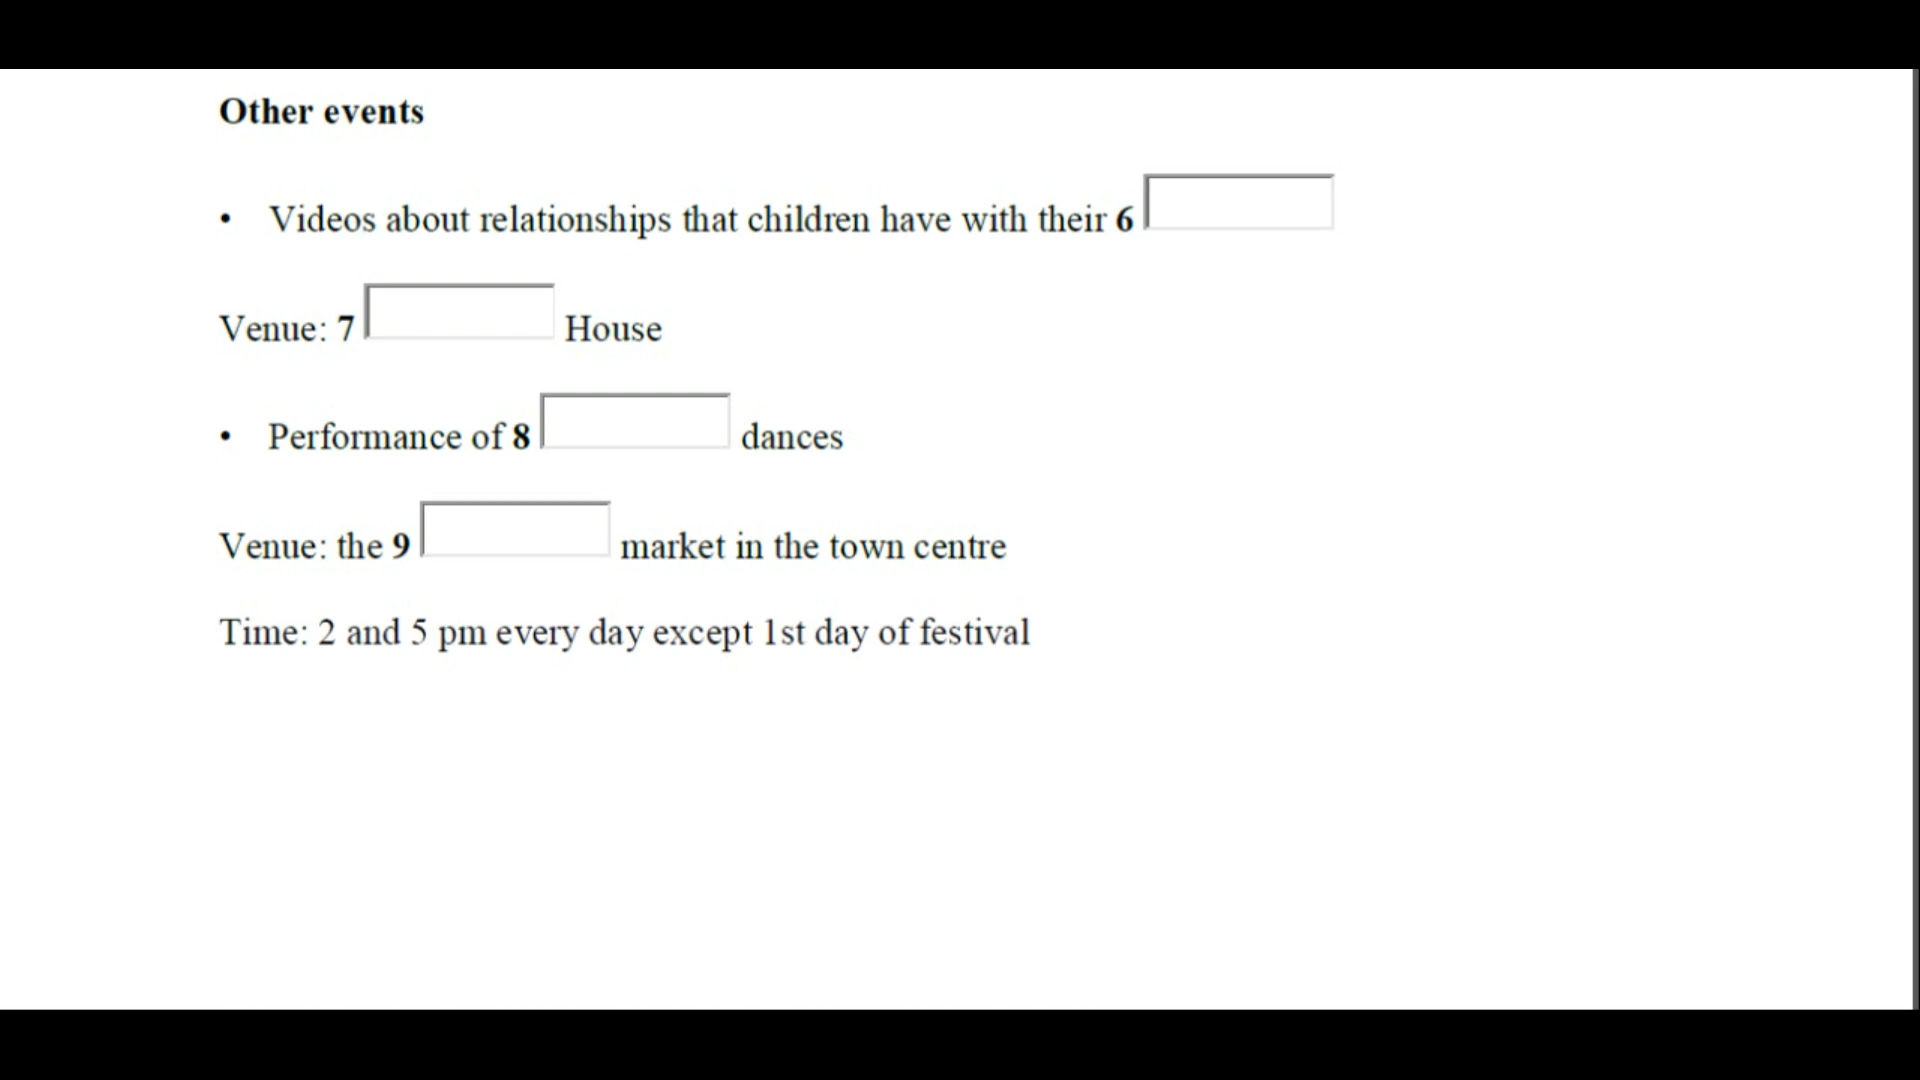 Other events
• Videos about relationships that children have with their 6
Venue: 7 House
• Performance of 8 dances
Venue: the 9 market in the town centre
Time: 2 and 5 pm every day except 1st day of festival